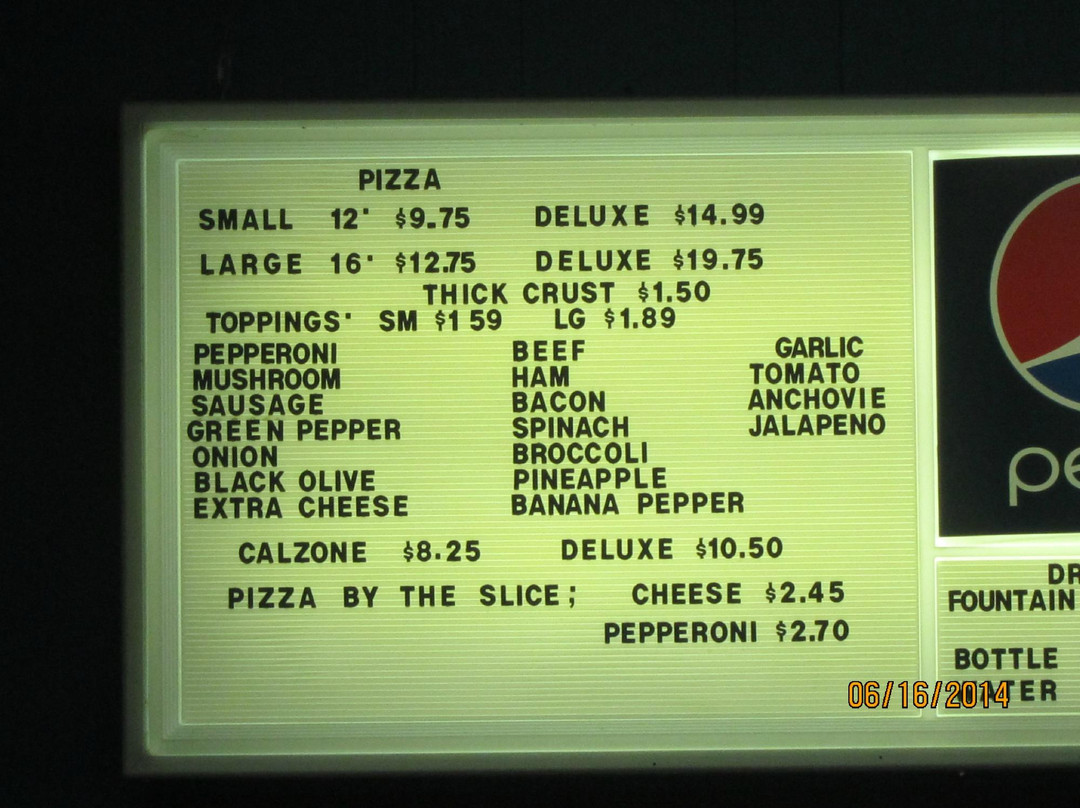 PIZZA
SMALL 12" $9.75 DELUXE $14.99
LARGE 16" $12.75 DELUXE $19.75
THICK CRUST $1.50
TOPPINGS' SM $1 59 LG $1.89
PEPPERONI BEEF GARLIC
MUSHROOM HAM TOMATO
SAUSAGE BACON ANCHOVIE
GREEN PEPPER SPINACH JALAPENO
ONION BROCCOLI
BLACK OLIVE PINEAPPLE
EXTRA CHEESE BANANA PEPPER
CALZONE $8.25 DELUXE $10.50
PIZZA BY THE SLICE; CHEESE $2.45
PEPPERONI $2.70
pe
DR
FOUNTAIN
BOTTLE
WATER
06/16/2014